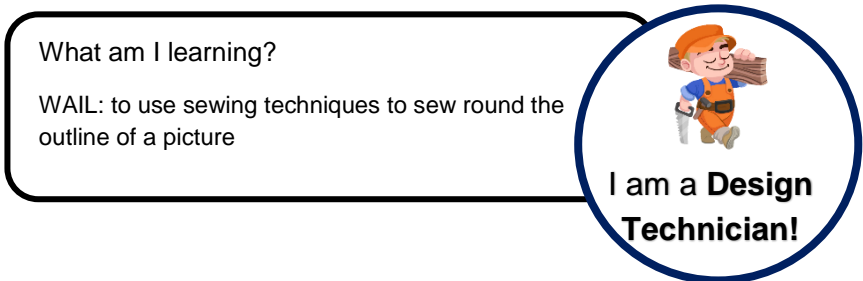 What am I learning?
WAIL: to use sewing techniques to sew round the
outline of a picture
I am a Design
Technician!